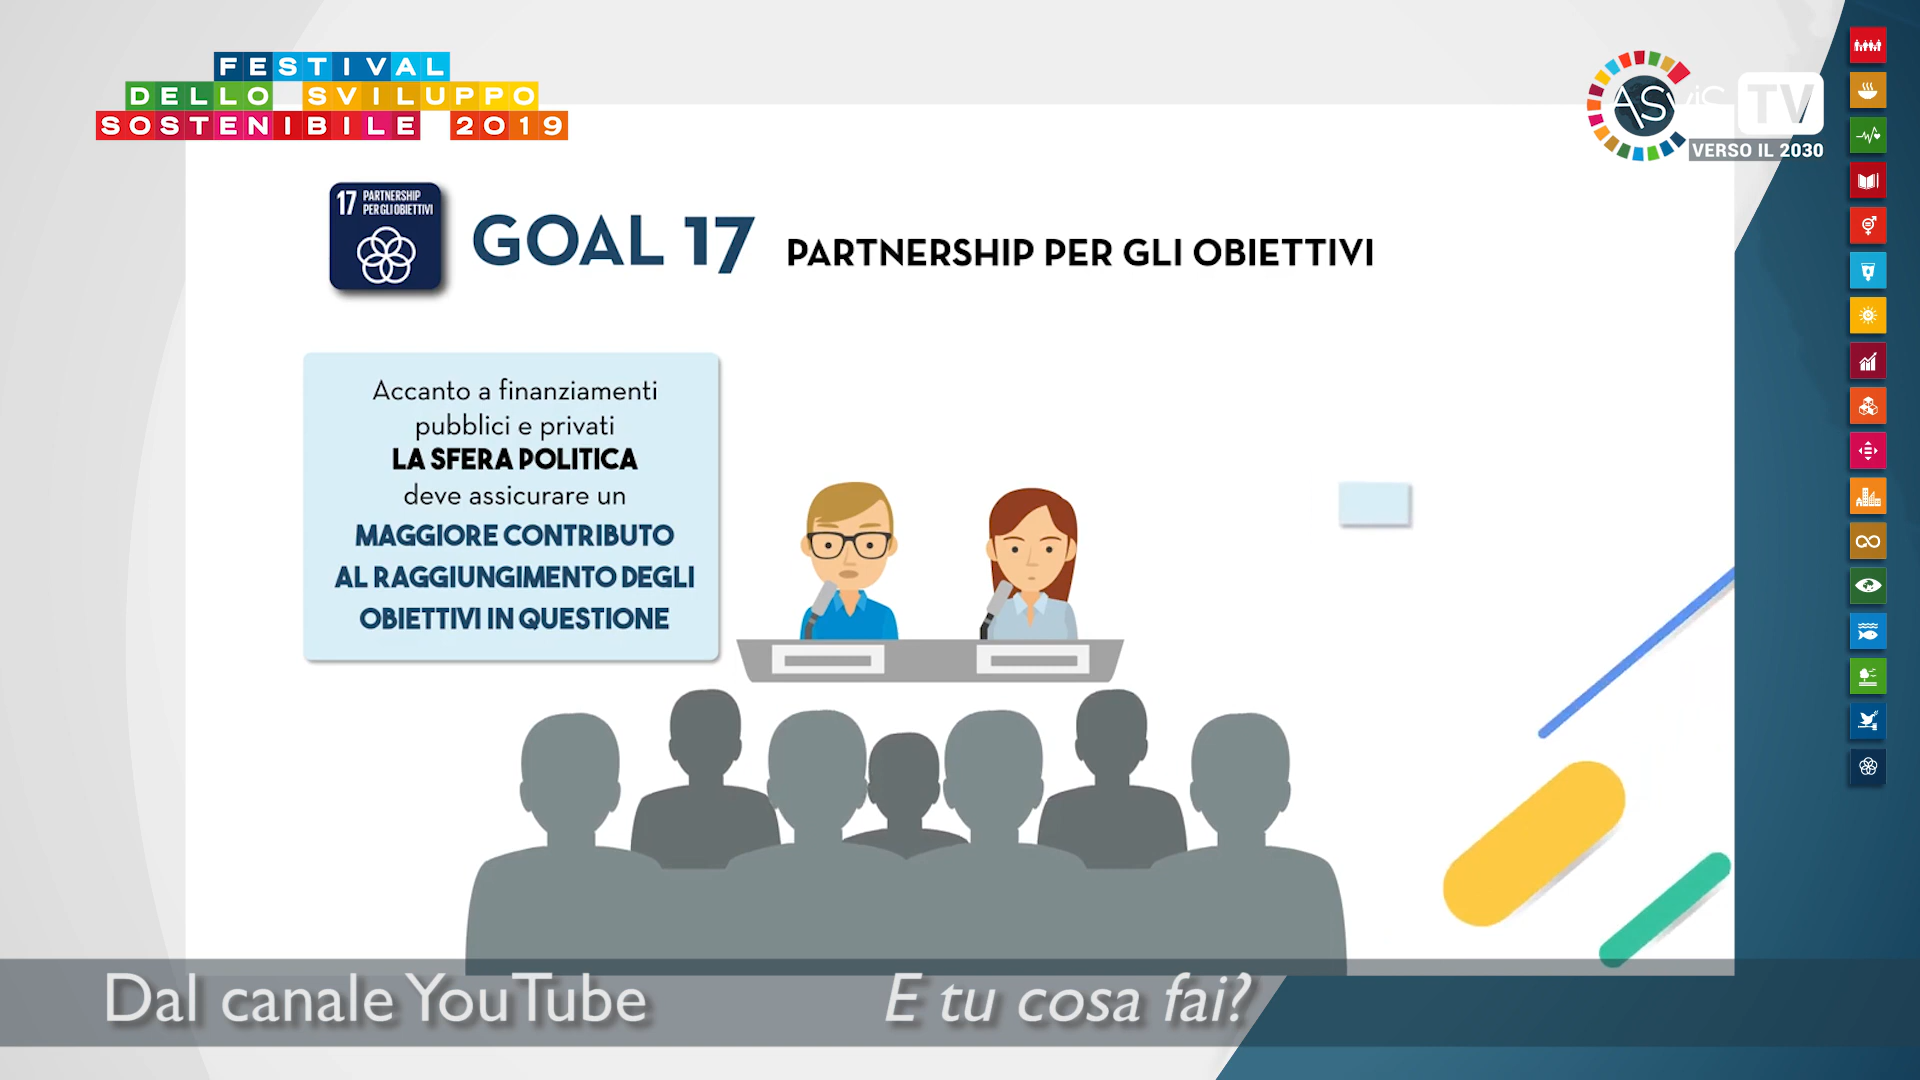 FESTIVAL
DELLO SVILUPPO
SOSTENIBILE 2019
ASviS TV
VERSO IL 2030
17 PARTNERSHIP
PER GLI OBIETTIVI
GOAL 17 PARTNERSHIP PER GLI OBIETTIVI
Accanto a finanziamenti
pubblici e privati
LA SFERA POLITICA
deve assicurare un
MAGGIORE CONTRIBUTO
AL RAGGIUNGIMENTO DEGLI
OBIETTIVI IN QUESTIONE
Dal canale YouTube E tu cosa fai?